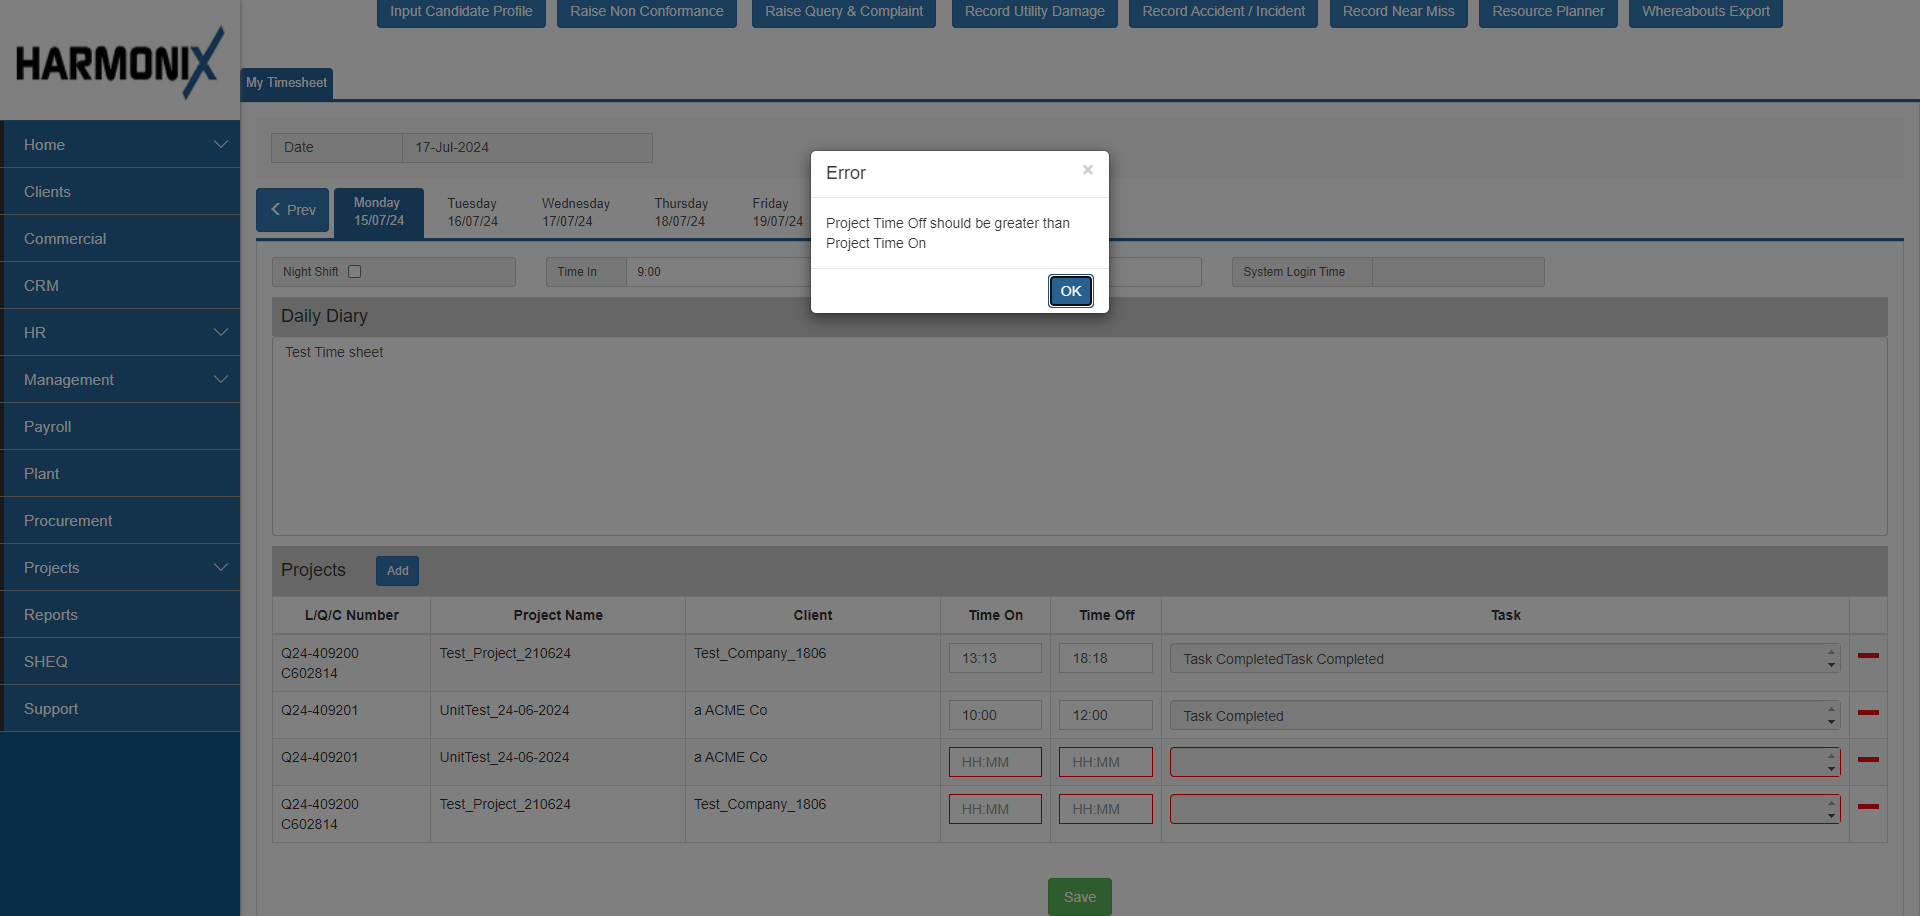 Input Candidate Profile
Raise Non Conformance
Raise Query & Complaint
Record Utility Damage
Record Accident / Incident
Record Near Miss
Resource Planner
Whereabouts Export
HARMONIX
My Timesheet
Home
Clients
Commercial
CRM
HR
Management
Payroll
Plant
Procurement
Projects
Reports
SHEQ
Support
Date 17-Jul-2024
Prev
Monday
15/07/24
Tuesday
16/07/24
Wednesday
17/07/24
Thursday
18/07/24
Friday
19/07/24
Error ×
Project Time Off should be greater than
Project Time On
OK
Night Shift
Time In 9:00
System Login Time
Daily Diary
Test Time sheet
Projects Add
L/Q/C Number Project Name Client Time On Time Off Task
Q24-409200 Test_Project_210624 Test_Company_1806 13:13 18:18 Task CompletedTask Completed
C602814
Q24-409201 UnitTest_24-06-2024 a ACME Co 10:00 12:00 Task Completed
Q24-409201 UnitTest_24-06-2024 a ACME Co HH:MM HH:MM
Q24-409200 Test_Project_210624 Test_Company_1806 HH:MM HH:MM
C602814
Save